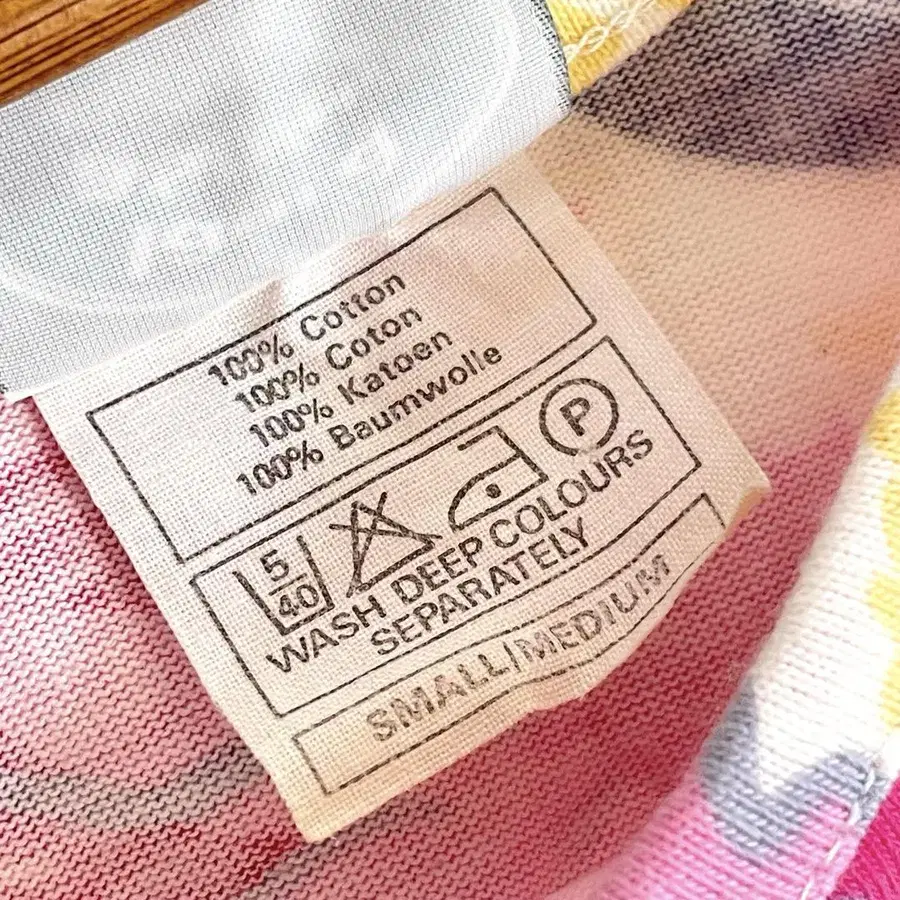 100% Cotton
100% Coton
100% Katoen
100% Baumwolle
5
40
P
WASH DEEP COLOURS
SEPARATELY
SMALL/MEDIUM